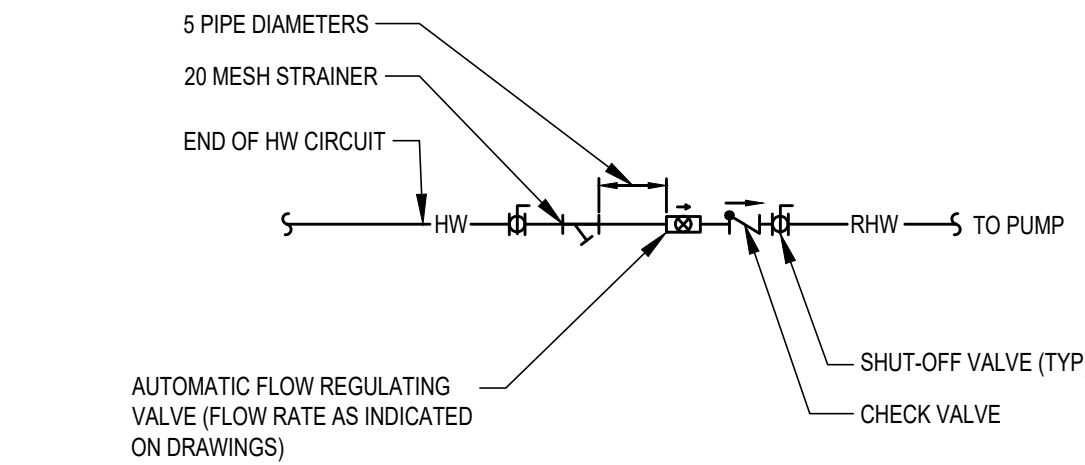 5 PIPE DIAMETERS
20 MESH STRAINER
END OF HW CIRCUIT
HW
RHW
TO PUMP
AUTOMATIC FLOW REGULATING
VALVE (FLOW RATE AS INDICATED
ON DRAWINGS)
SHUT-OFF VALVE (TYP
CHECK VALVE